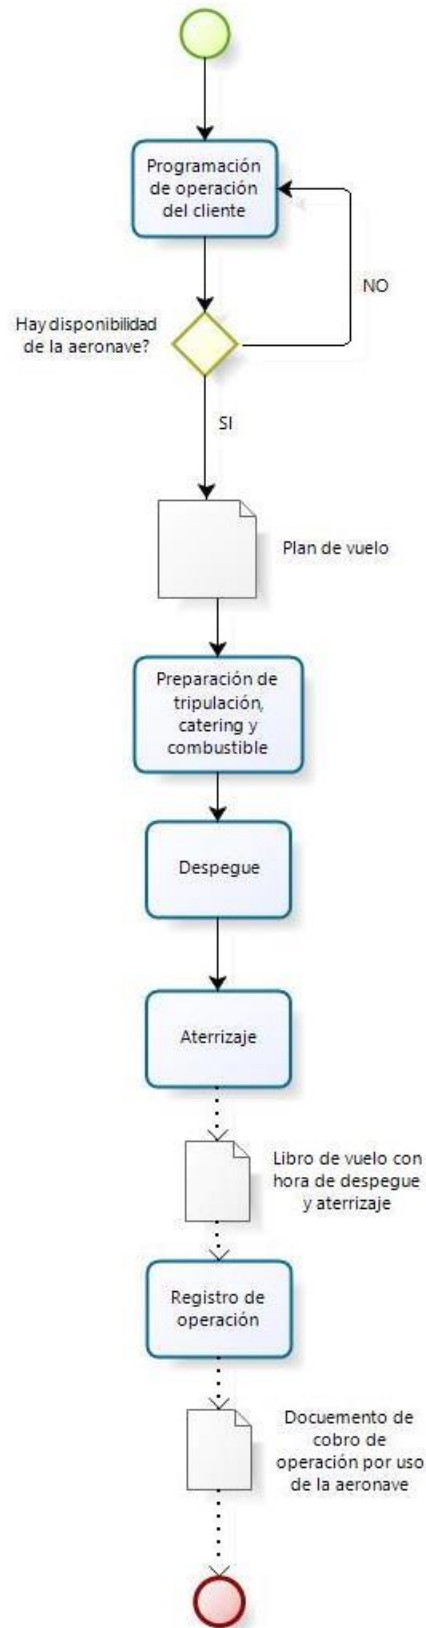 Programación
de operación
del cliente
NO
Hay disponibilidad
de la aeronave?
SI
Plan de vuelo
Preparación de
tripulación,
catering y
combustible
Despegue
Aterrizaje
Libro de vuelo con
hora de despegue
y aterrizaje
Registro de
operación
Docuemento de
cobro de
operación por uso
de la aeronave